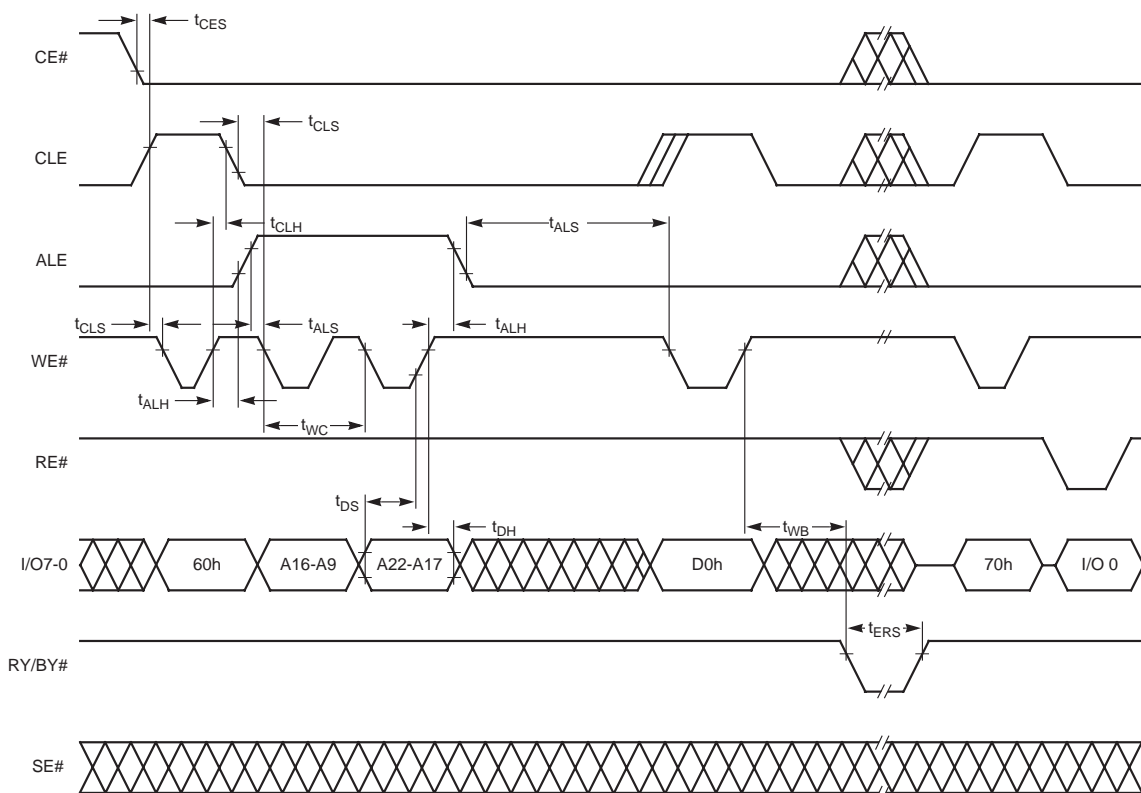 tCES
CE#
tCLS
CLE
tCLH
tALS
ALE
tCLS
tALS
tALH
WE#
tALH
tWC
RE#
tDS
tDH
tWB
I/O7-0
60h
A16-A9
A22-A17
D0h
70h
I/O 0
tERS
RY/BY#
SE#